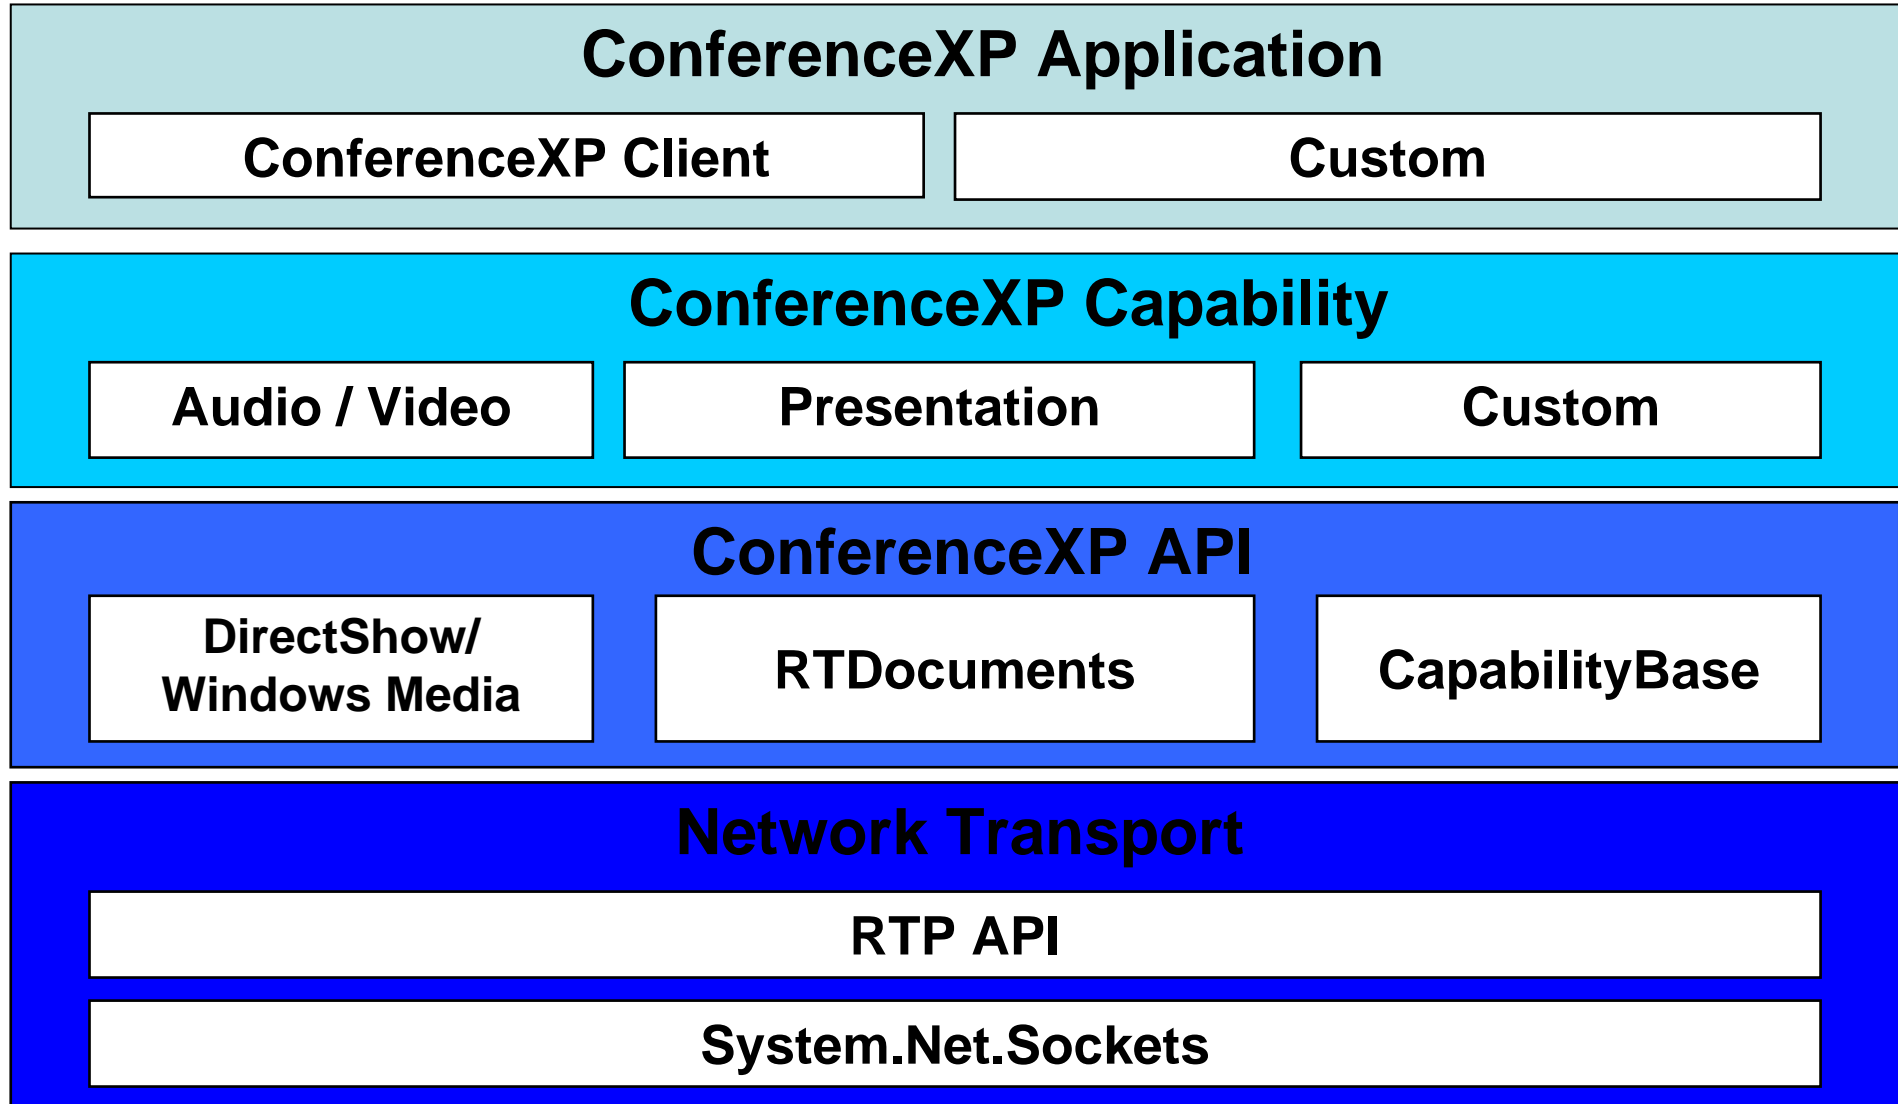 ConferenceXP Application
ConferenceXP Client
Custom
ConferenceXP Capability
Audio / Video
Presentation
Custom
ConferenceXP API
DirectShow/
Windows Media
RTDocuments
CapabilityBase
Network Transport
RTP API
System.Net.Sockets